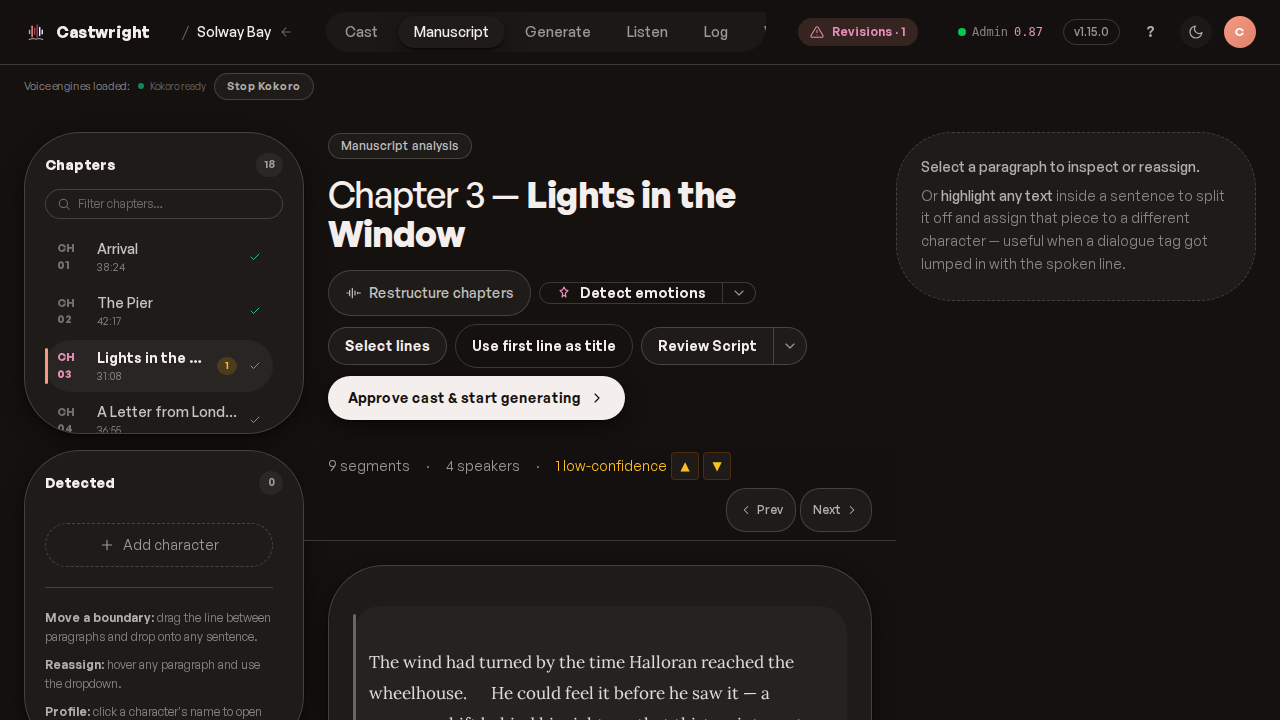 Castwright / Solway Bay
Cast Manuscript Generate Listen Log
Revisions · 1
Admin 0.87
v1.15.0
?
C
Voice engines loaded: Kokoro ready Stop Kokoro
Chapters 18
Filter chapters...
CH 01 Arrival
38:24
CH 02 The Pier
42:17
CH 03 Lights in the ... 1
31:08
CH 04 A Letter from Lond...
36:55
Detected 0
Add character
Move a boundary: drag the line between
paragraphs and drop onto any sentence.
Reassign: hover any paragraph and use
the dropdown.
Profile: click a character's name to open
Manuscript analysis
Chapter 3 — Lights in the
Window
Restructure chapters Detect emotions
Select lines Use first line as title Review Script
Approve cast & start generating
9 segments · 4 speakers · 1 low-confidence ▲ ▼
Prev Next
The wind had turned by the time Halloran reached the
wheelhouse. He could feel it before he saw it — a
Select a paragraph to inspect or reassign.
Or highlight any text inside a sentence to split
it off and assign that piece to a different
character — useful when a dialogue tag got
lumped in with the spoken line.